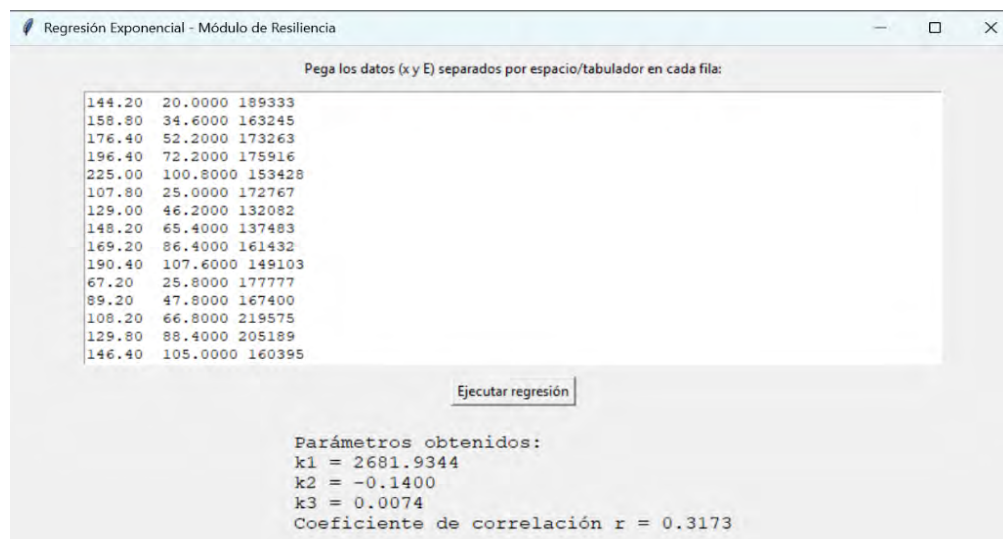 Regresión Exponencial - Módulo de Resiliencia
Pega los datos (x y E) separados por espacio/tabulador en cada fila:
144.20 20.0000 189333
158.80 34.6000 163245
176.40 52.2000 173263
196.40 72.2000 175916
225.00 100.8000 153428
107.80 25.0000 172767
129.00 46.2000 132082
148.20 65.4000 137483
169.20 86.4000 161432
190.40 107.6000 149103
67.20 25.8000 177777
89.20 47.8000 167400
108.20 66.8000 219575
129.80 88.4000 205189
146.40 105.0000 160395
Ejecutar regresión
Parámetros obtenidos:
k1 = 2681.9344
k2 = -0.1400
k3 = 0.0074
Coeficiente de correlación r = 0.3173